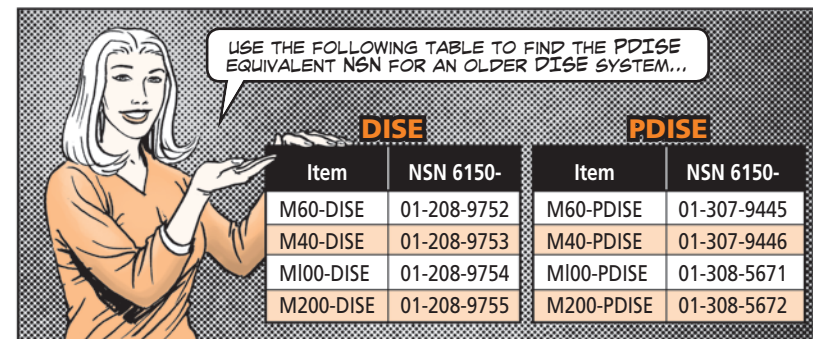 USE THE FOLLOWING TABLE TO FIND THE PDISE
EQUIVALENT NSN FOR AN OLDER DISE SYSTEM...
DISE
Item NSN 6150-
M60-DISE 01-208-9752
M40-DISE 01-208-9753
Ml00-DISE 01-208-9754
M200-DISE 01-208-9755
PDISE
Item NSN 6150-
M60-PDISE 01-307-9445
M40-PDISE 01-307-9446
Ml00-PDISE 01-308-5671
M200-PDISE 01-308-5672